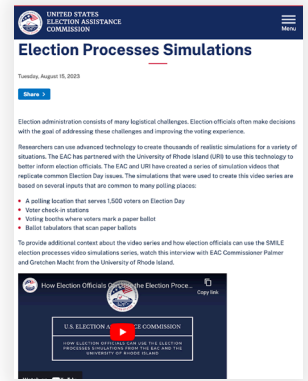 UNITED STATES
ELECTION ASSISTANCE
COMMISSION
Menu
Election Processes Simulations
Tuesday, August 15, 2023
Share >
Election administration consists of many logistical challenges. Election officials often make decisions
with the goal of addressing these challenges and improving the voting experience.
Researchers can use advanced technology to create thousands of realistic simulations for a variety of
situations. The EAC has partnered with the University of Rhode Island (URI) to use this technology to
better inform election officials. The EAC and URI have created a series of simulation videos that
replicate common Election Day issues. The simulations that were used to create this video series are
based on several inputs that are common to many polling places:
• A polling location that serves 1,500 voters on Election Day
• Voter check-in stations
• Voting booths where voters mark a paper ballot
• Ballot tabulators that scan paper ballots
To provide additional context about the video series and how election officials can use the SMILE
election processes video simulations series, watch this interview with EAC Commissioner Palmer
and Gretchen Macht from the University of Rhode Island.
How Election Officials Can Use the Election Proce...
Copy link
U.S. ELECTION COMMISSION
HOW ELECTION OFFICIALS CAN USE THE ELECTION
PROCESSES SIMULATIONS FROM THE EAC AND THE
UNIVERSITY OF RHODE ISLAND